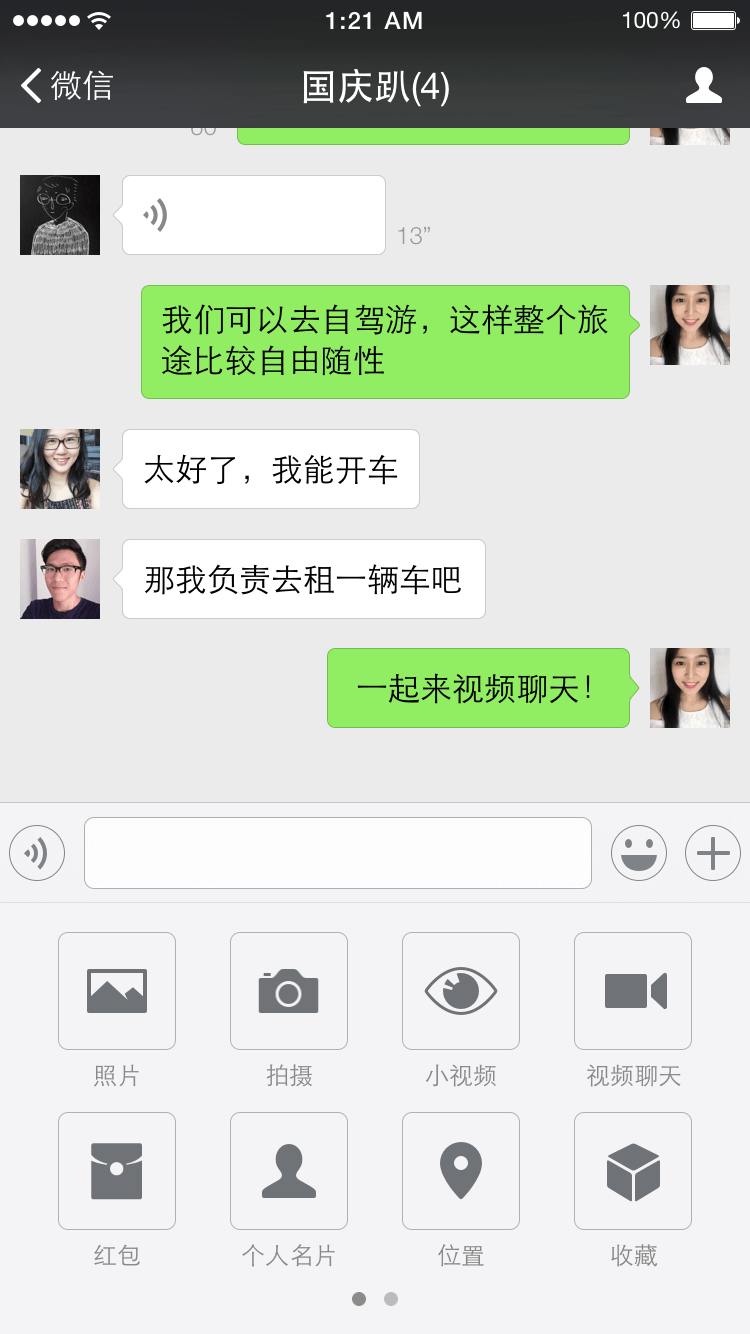 1:21 AM
100%
微信
国庆趴(4)
60
13”
我们可以去自驾游，这样整个旅
途比较自由随性
太好了，我能开车
那我负责去租一辆车吧
一起来视频聊天！
照片
拍摄
小视频
视频聊天
红包
个人名片
位置
收藏